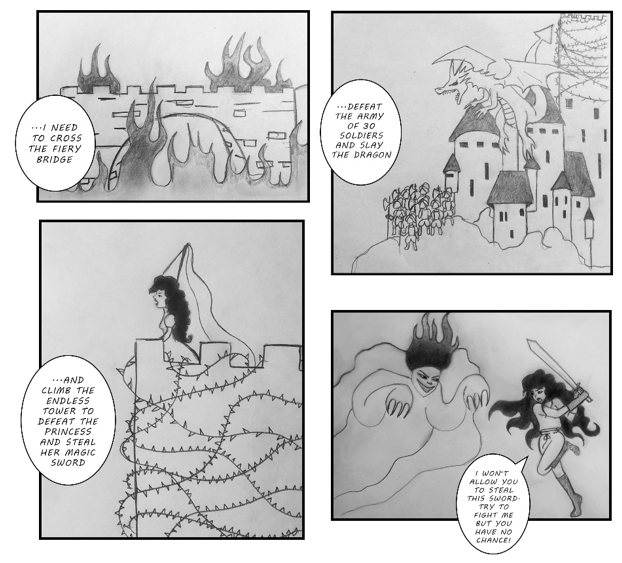 ...I NEED
TO CROSS
THE FIERY
BRIDGE
...DEFEAT
THE ARMY
OF 30
SOLDIERS
AND SLAY
THE DRAGON
...AND
CLIMB THE
ENDLESS
TOWER TO
DEFEAT THE
PRINCESS
AND STEAL
HER MAGIC
SWORD
I WON'T
ALLOW YOU
TO STEAL
THIS SWORD.
TRY TO
FIGHT ME
BUT YOU
HAVE NO
CHANCE!